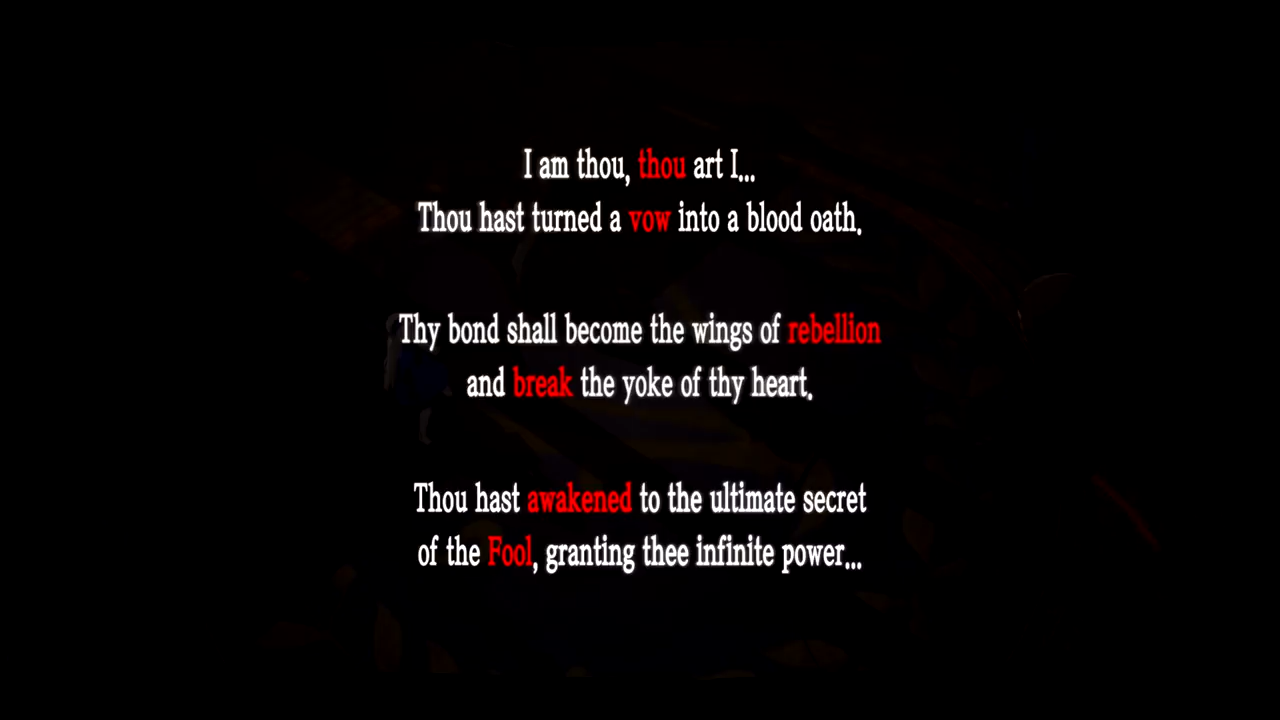 I am thou, thou art I...
Thou hast turned a vow into a blood oath.
Thy bond shall become the wings of rebellion
and break the yoke of thy heart.
Thou hast awakened to the ultimate secret
of the Fool, granting thee infinite power...